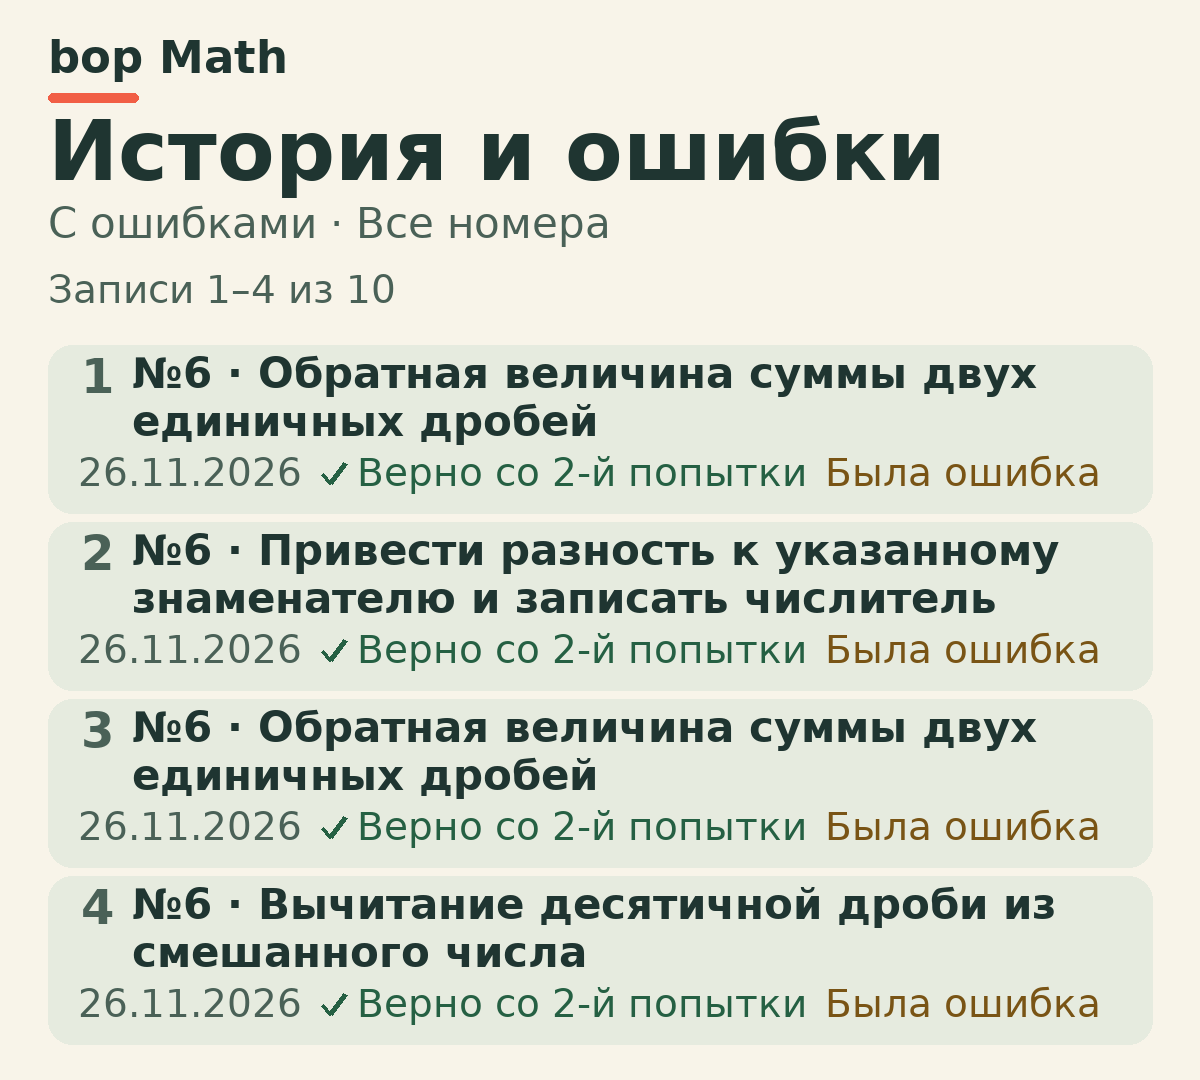 bop Math
История и ошибки
С ошибками · Все номера
Записи 1–4 из 10
1 №6 · Обратная величина суммы двух
единичных дробей
26.11.2026 ✓ Верно со 2-й попытки Была ошибка
2 №6 · Привести разность к указанному
знаменателю и записать числитель
26.11.2026 ✓ Верно со 2-й попытки Была ошибка
3 №6 · Обратная величина суммы двух
единичных дробей
26.11.2026 ✓ Верно со 2-й попытки Была ошибка
4 №6 · Вычитание десятичной дроби из
смешанного числа
26.11.2026 ✓ Верно со 2-й попытки Была ошибка